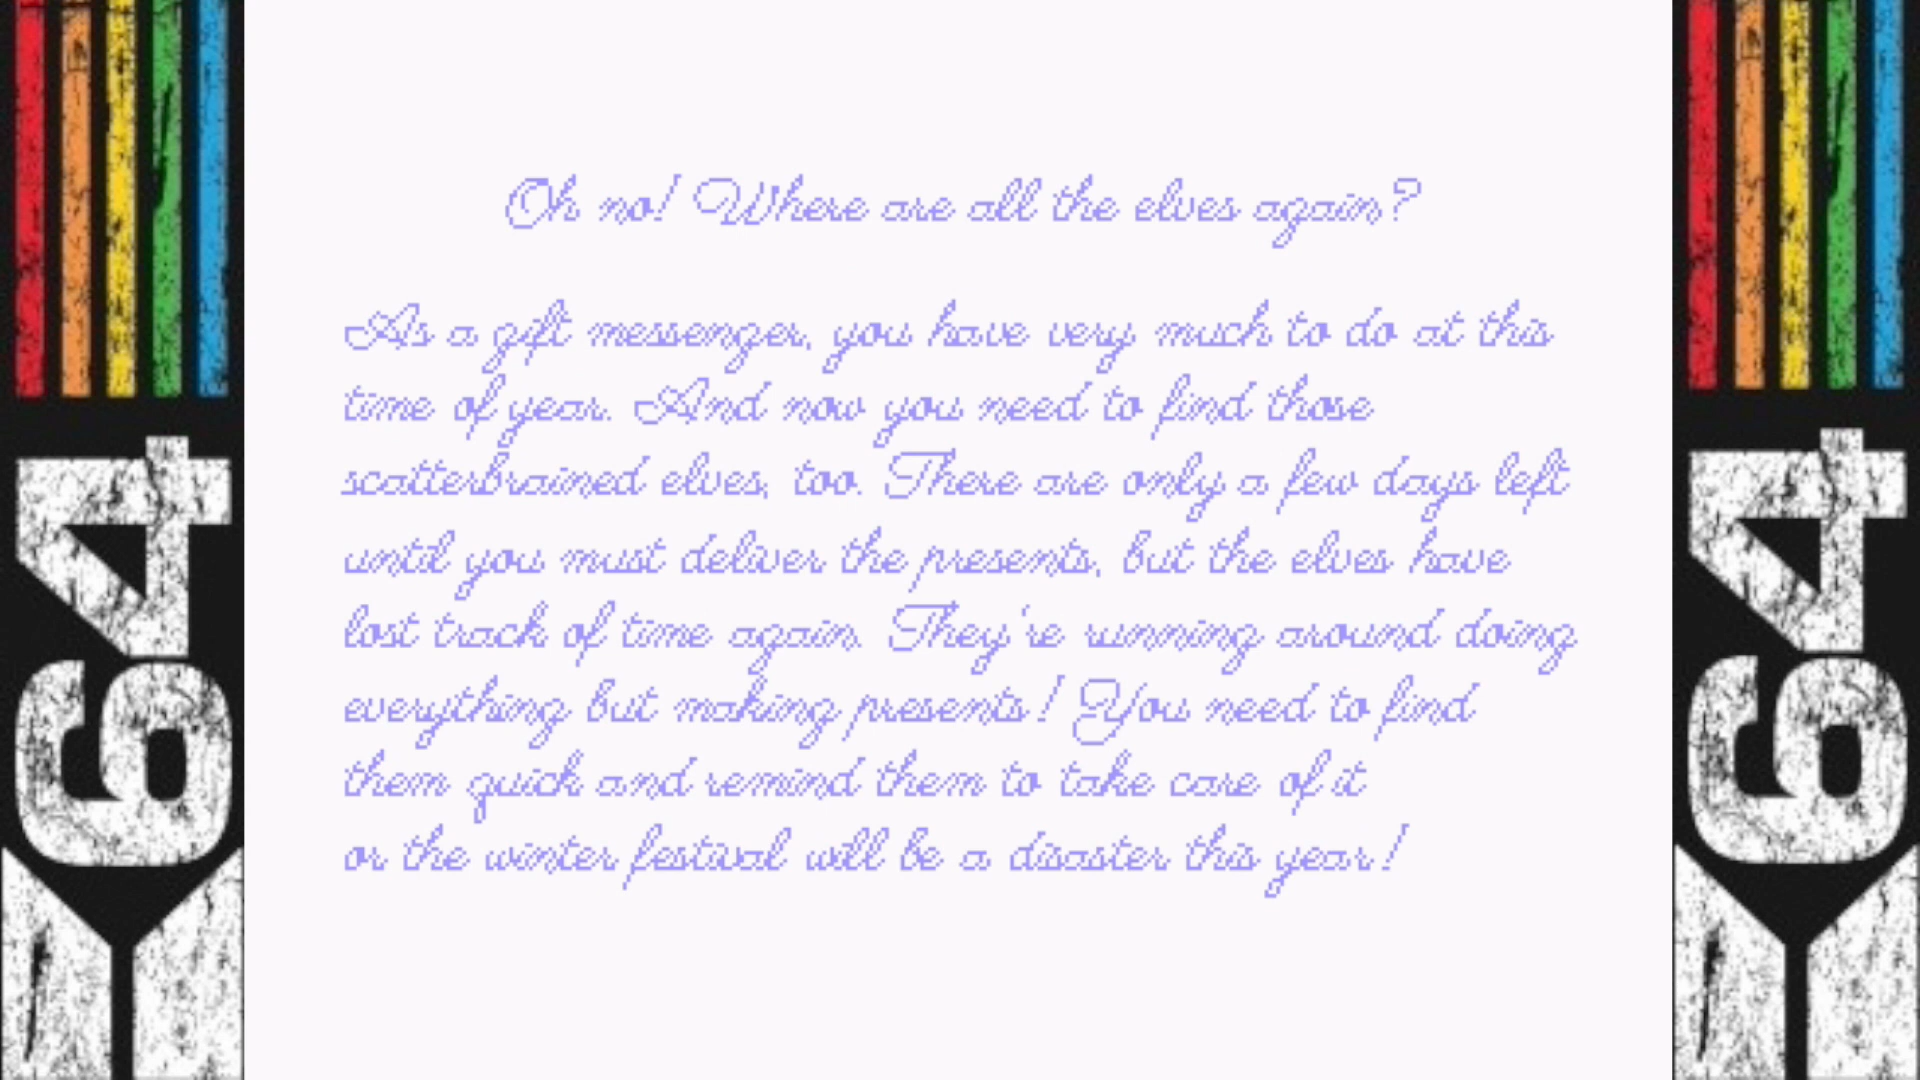 Oh no! Where are all the elves again?
As a gift messenger, you have very much to do at this
time of year. And now you need to find those
scatterbrained elves, too. There are only a few days left
until you must deliver the presents, but the elves have
lost track of time again. They're running around doing
everything but making presents! You need to find
them quick and remind them to take care of it
or the winter festival will be a disaster this year!
Y64
Y64